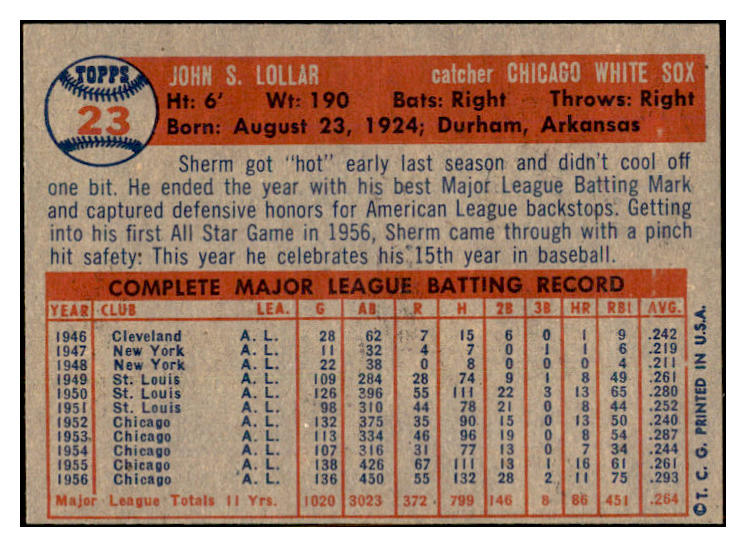 TOPPS
23
JOHN S. LOLLAR catcher CHICAGO WHITE SOX
Ht: 6' Wt: 190 Bats: Right Throws: Right
Born: August 23, 1924; Durham, Arkansas
Sherm got "hot" early last season and didn't cool off
one bit. He ended the year with his best Major League Batting Mark
and captured defensive honors for American League backstops. Getting
into his first All Star Game in 1956, Sherm came through with a pinch
hit safety: This year he celebrates his 15th year in baseball.
COMPLETE MAJOR LEAGUE BATTING RECORD
YEAR CLUB LEA. G AB R H 2B 3B HR RBI AVG.
1946 Cleveland A. L. 28 62 7 15 6 0 1 9 .242
1947 New York A. L. 11 32 4 7 0 1 1 6 .219
1948 New York A. L. 22 38 0 8 0 0 0 4 .211
1949 St. Louis A. L. 109 284 28 74 9 1 8 49 .261
1950 St. Louis A. L. 126 396 55 111 22 3 13 65 .280
1951 St. Louis A. L. 98 310 44 78 21 0 8 44 .252
1952 Chicago A. L. 132 375 35 90 15 0 13 50 .240
1953 Chicago A. L. 113 334 46 96 19 0 8 54 .287
1954 Chicago A. L. 107 316 31 77 13 0 7 34 .244
1955 Chicago A. L. 138 426 67 111 13 1 16 61 .261
1956 Chicago A. L. 136 450 55 132 28 2 11 75 .293
Major League Totals 11 Yrs. 1020 3023 372 799 146 8 86 451 .264
© T. C. G. PRINTED IN U.S.A.